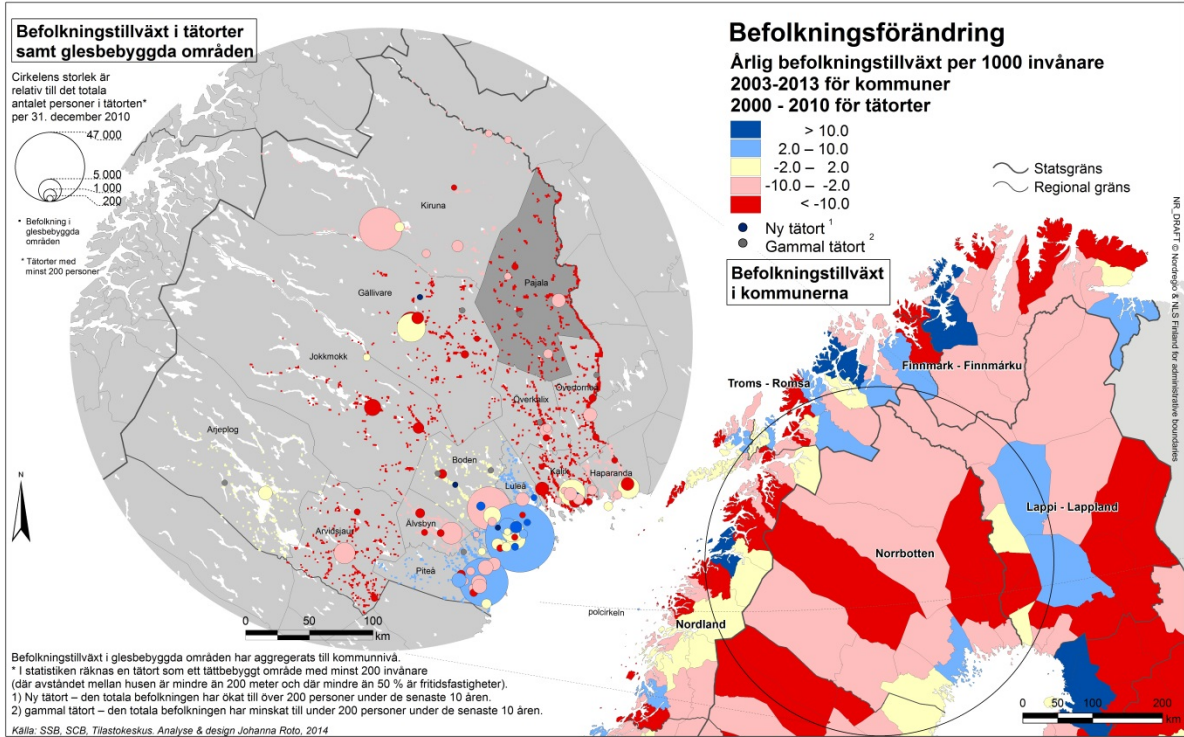 Befolkningstillväxt i tätorter
samt glesbebyggda områden
Cirkelens storlek är
relativ till det totala
antalet personer i tätorten*
per 31. december 2010
47.000
5.000
1.000
200
* Befolkning i
glesbebyggda
områden
* Tätorter med
minst 200 personer
N
Kiruna
Pajala
Gällivare
Jokkmokk
Överkalix
Arjeplog
Boden
Luleå
Kalix
Haparanda
Älvsbyn
Arvidsjaur
Piteå
0 50 100
km
Befolkningsförändring
Årlig befolkningstillväxt per 1000 invånare
2003-2013 för kommuner
2000 - 2010 för tätorter
> 10.0
2.0 – 10.0
-2.0 – 2.0
-10.0 – -2.0
< -10.0
Ny tätort 1
Gammal tätort 2
Statsgräns
Regional gräns
Befolkningstillväxt
i kommunerna
Finnmark - Finnmárku
Troms - Romsa
Lappi - Lappland
Norrbotten
Nordland
polcirkeln
0 50 100 200
km
NR_DRAFT © Nordregio & NLS Finland for administrative boundaries
Befolkningstillväxt i glesbebyggda områden har aggregerats till kommunnivå.
* I statistiken räknas en tätort som ett tättbebyggt område med minst 200 invånare
(där avståndet mellan husen är mindre än 200 meter och där mindre än 50 % är fritidsfastigheter).
1) Ny tätort – den totala befolkningen har ökat till över 200 personer under de senaste 10 åren.
2) gammal tätort – den totala befolkningen har minskat till under 200 personer under de senaste 10 åren.
Källa: SSB, SCB, Tilastokeskus. Analyse & design Johanna Roto, 2014